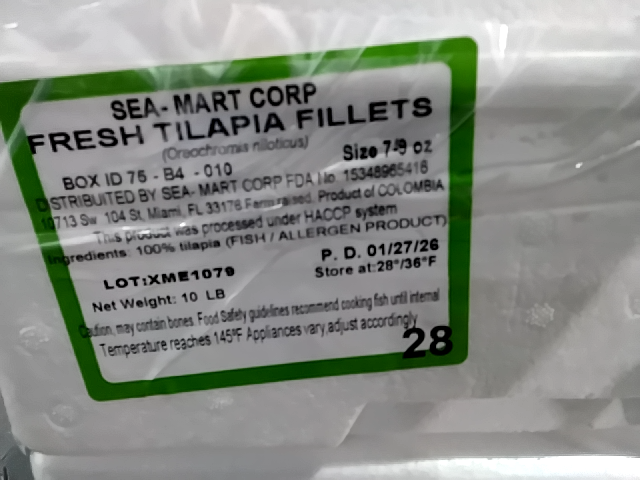 SEA- MART CORP
FRESH TILAPIA FILLETS
(Oreochromis niloticus)
Size 7-9 oz
BOX ID 76 - B4 - 010
DISTRIBUTED BY SEA- MART CORP FDA No 15348965416
10713 Sw 104 St. Miami, FL 33176 Farm raised. Product of COLOMBIA
This product was processed under HACCP system
Ingredients: 100% tilapia (FISH / ALLERGEN PRODUCT)
P. D. 01/27/26
LOT:XME1079
Store at:28°/36°F
Net Weight: 10 LB
Caution, may contain bones. Food Safety guidelines recommend cooking fish until internal
Temperature reaches 145ºF Appliances vary,adjust accordingly
28